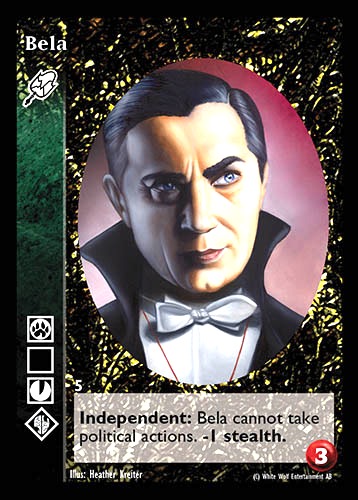 Bela
5
Independent: Bela cannot take
political actions. -1 stealth.
3
Illus: Heather Kreiter
(C) White Wolf Entertainment AB